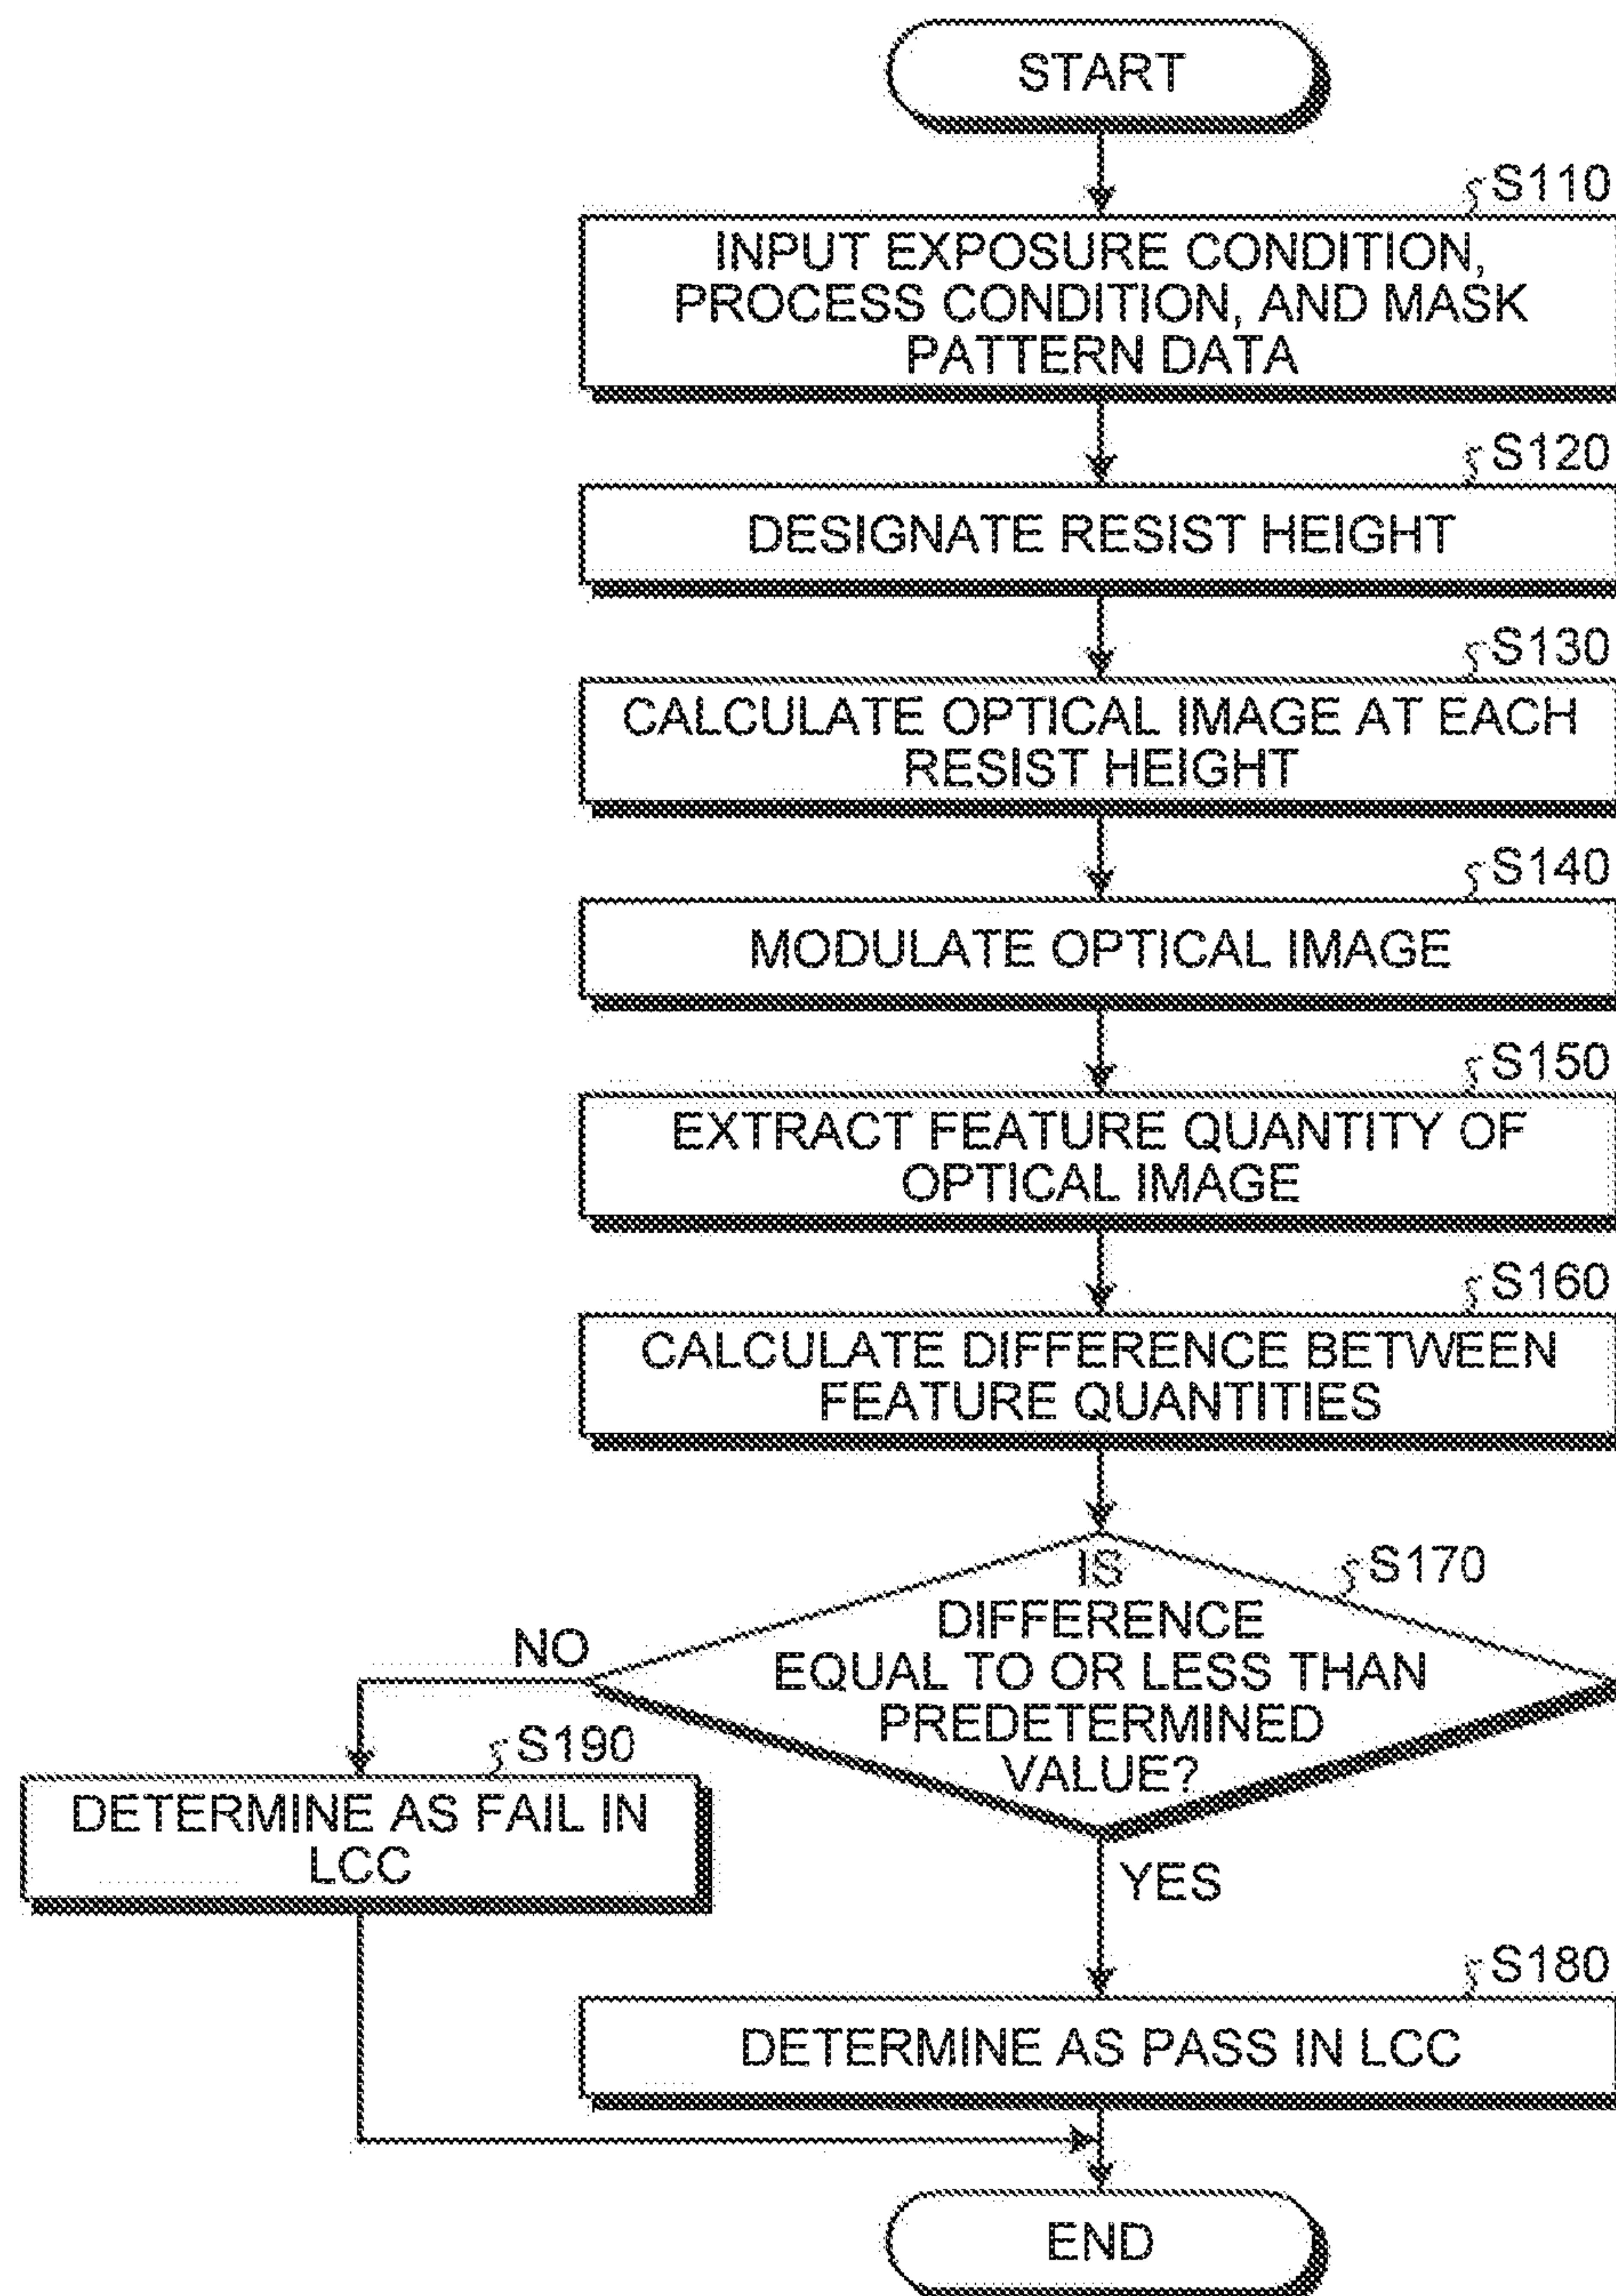 START
S110
INPUT EXPOSURE CONDITION,
PROCESS CONDITION, AND MASK
PATTERN DATA
S120
DESIGNATE RESIST HEIGHT
S130
CALCULATE OPTICAL IMAGE AT EACH
RESIST HEIGHT
S140
MODULATE OPTICAL IMAGE
S150
EXTRACT FEATURE QUANTITY OF
OPTICAL IMAGE
S160
CALCULATE DIFFERENCE BETWEEN
FEATURE QUANTITIES
S170
IS
DIFFERENCE
EQUAL TO OR LESS THAN
PREDETERMINED
VALUE?
NO
S190
DETERMINE AS FAIL IN
LCC
YES
S180
DETERMINE AS PASS IN LCC
END